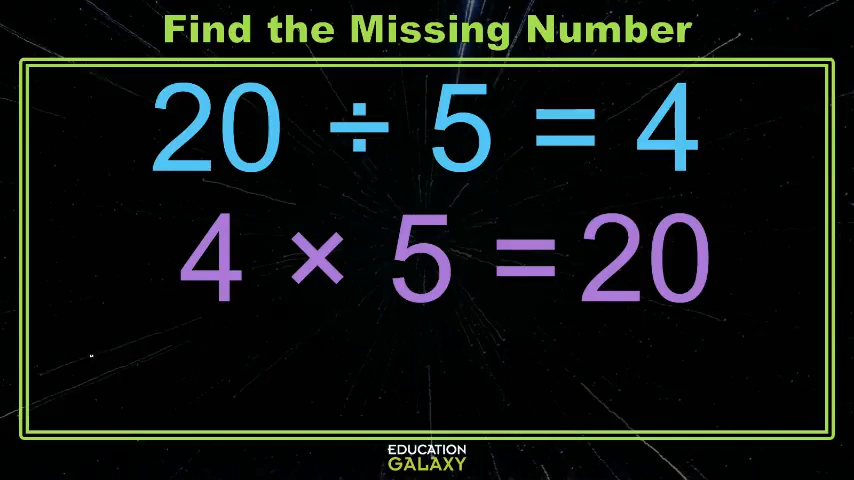 Find the Missing Number
20 ÷ 5 = 4
4 × 5 = 20
EDUCATION
GALAXY